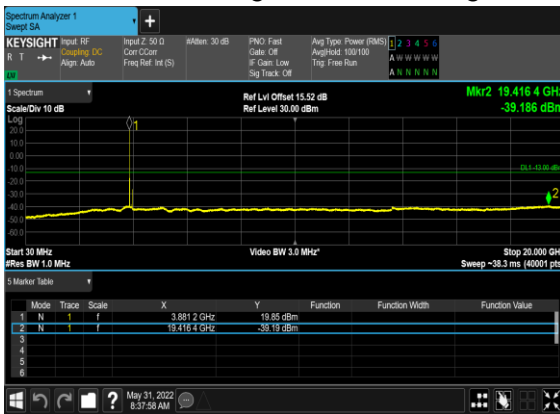 Spectrum Analyzer 1
Swept SA
KEYSIGHT Input: RF Input Z: 50 Ω #Atten: 30 dB PNO: Fast Avg Type: Power (RMS) 1 2 3 4 5 6
R T Coupling: DC Corr CCorr Gate: Off Avg|Hold: 100/100 A W W W W W
Align: Auto Freq Ref: Int (S) IF Gain: Low Trig: Free Run
LV Sig Track: Off A N N N N N
1 Spectrum Ref Lvl Offset 15.52 dB Mkr2 19.416 4 GHz
Scale/Div 10 dB Ref Level 30.00 dBm -39.186 dBm
Log
20.0
10.0
0.00
-10.0
-20.0
-30.0
-40.0
-50.0
-60.0
1
DL1 -13.00 dBm
2
Start 30 MHz Video BW 3.0 MHz* Stop 20.000 GH
#Res BW 1.0 MHz Sweep ~38.3 ms (40001 pts
5 Marker Table
Mode Trace Scale X Y Function Function Width Function Value
1 N 1 f 3.881 2 GHz 19.85 dBm
2 N 1 f 19.416 4 GHz -39.19 dBm
3
4
5
6
May 31, 2022
8:37:58 AM